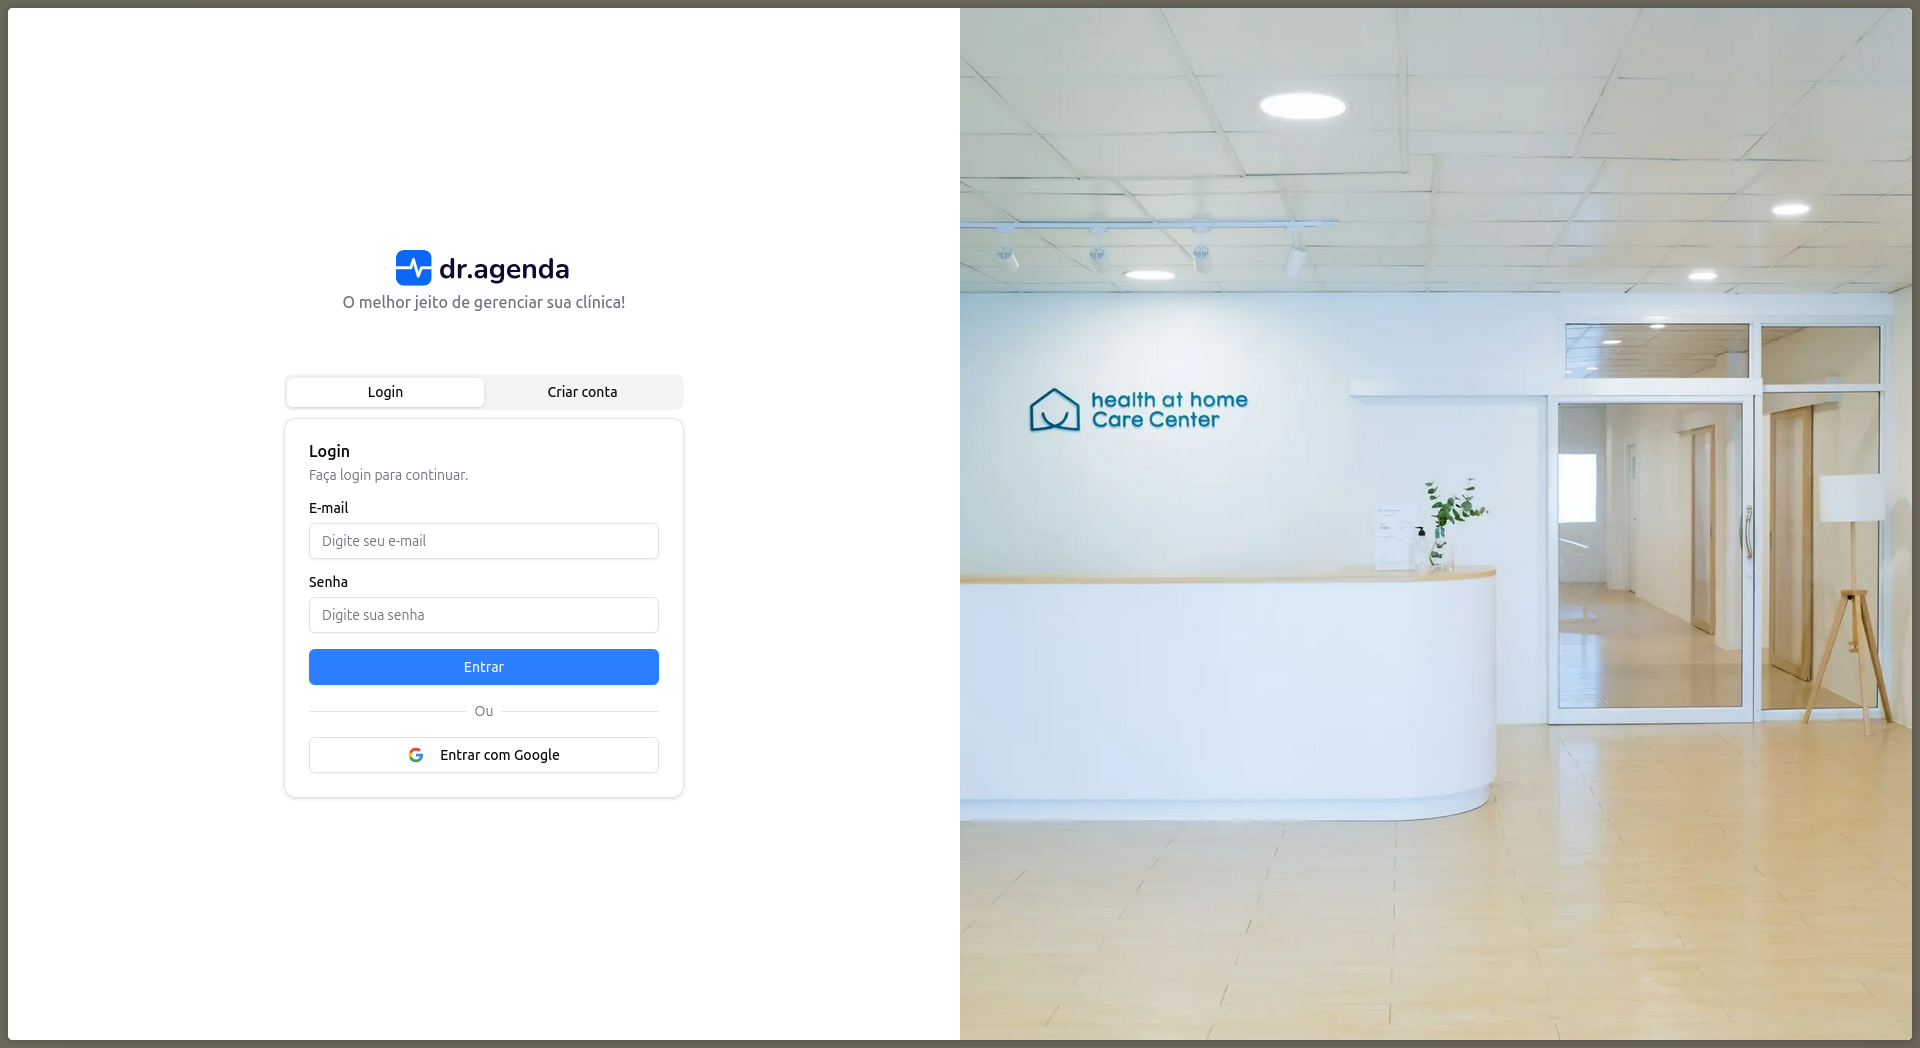 dr.agenda
O melhor jeito de gerenciar sua clínica!
Login
Criar conta
Login
Faça login para continuar.
E-mail
Digite seu e-mail
Senha
Digite sua senha
Entrar
Ou
Entrar com Google
health at home
Care Center